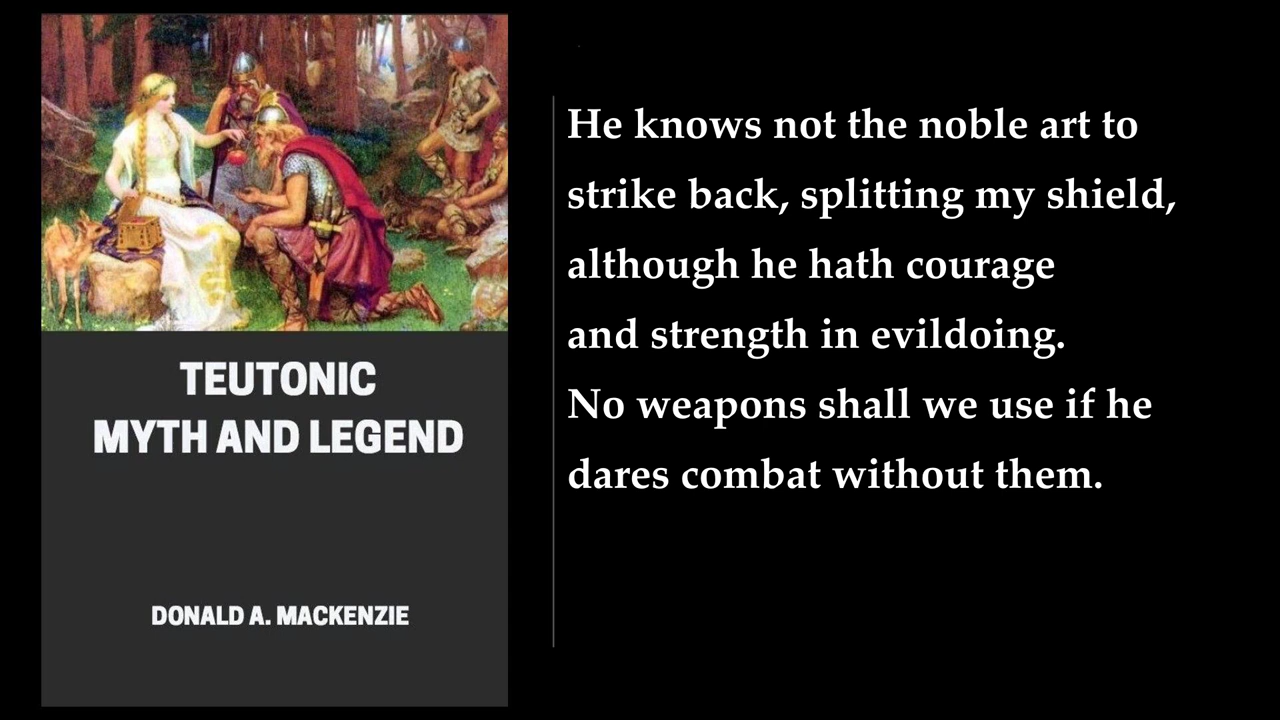 TEUTONIC
MYTH AND LEGEND
DONALD A. MACKENZIE
He knows not the noble art to
strike back, splitting my shield,
although he hath courage
and strength in evildoing.
No weapons shall we use if he
dares combat without them.